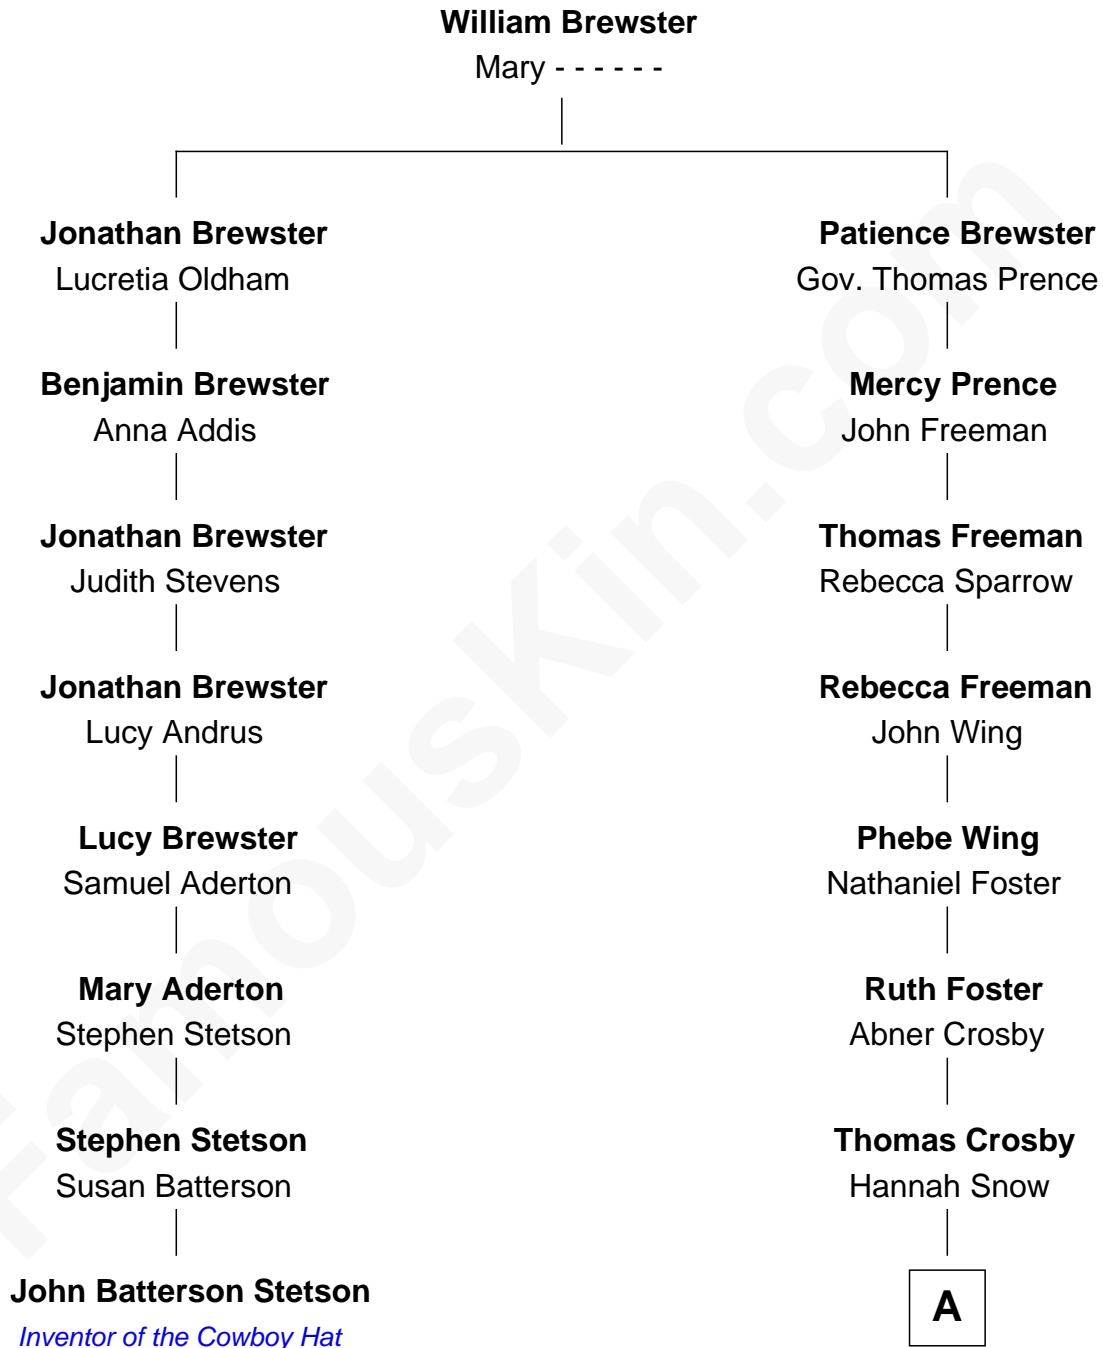 William Brewster
Mary - - - - - -
Jonathan Brewster
Lucretia Oldham
Patience Brewster
Gov. Thomas Prence
Benjamin Brewster
Anna Addis
Mercy Prence
John Freeman
Jonathan Brewster
Judith Stevens
Thomas Freeman
Rebecca Sparrow
Jonathan Brewster
Lucy Andrus
Rebecca Freeman
John Wing
Lucy Brewster
Samuel Aderton
Phebe Wing
Nathaniel Foster
Mary Aderton
Stephen Stetson
Ruth Foster
Abner Crosby
Stephen Stetson
Susan Batterson
Thomas Crosby
Hannah Snow
John Batterson Stetson
Inventor of the Cowboy Hat
A
FamousKin.com